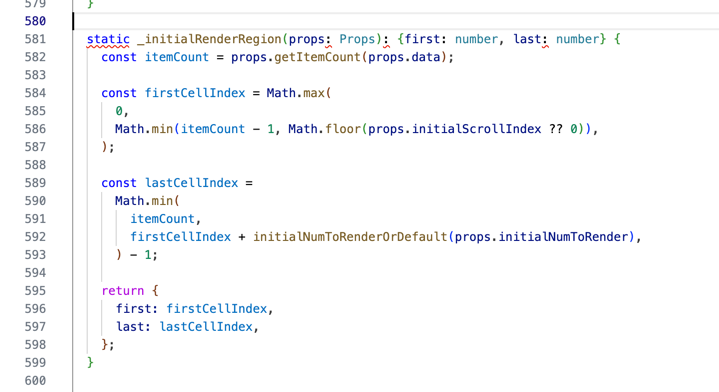 579 }
580
581 static _initialRenderRegion(props: Props): {first: number, last: number} {
582 const itemCount = props.getItemCount(props.data);
583
584 const firstCellIndex = Math.max(
585 0,
586 Math.min(itemCount - 1, Math.floor(props.initialScrollIndex ?? 0)),
587 );
588
589 const lastCellIndex =
590 Math.min(
591 itemCount,
592 firstCellIndex + initialNumToRenderOrDefault(props.initialNumToRender),
593 ) - 1;
594
595 return {
596 first: firstCellIndex,
597 last: lastCellIndex,
598 };
599 }
600